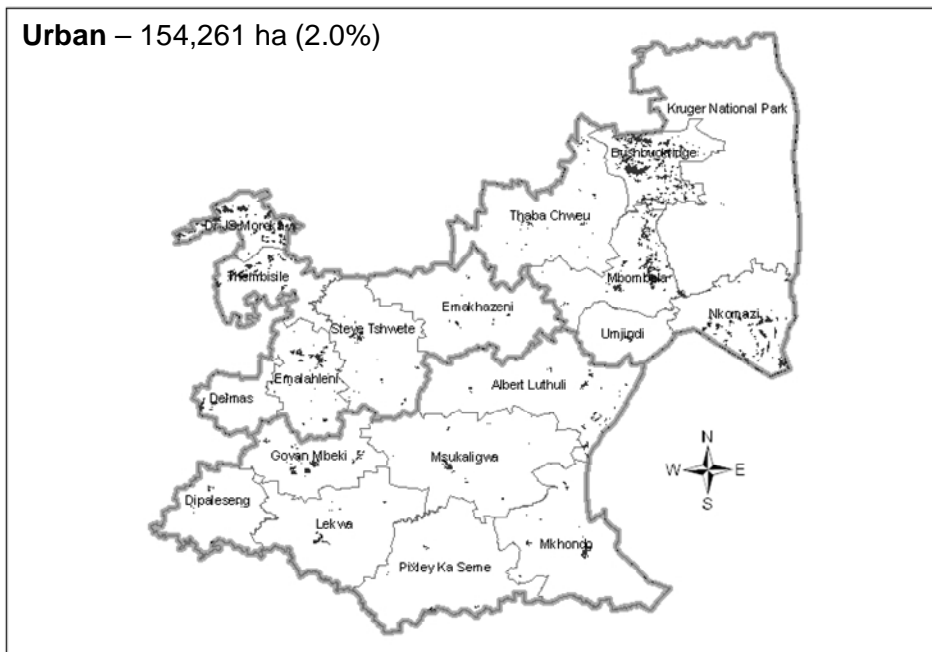 Urban – 154,261 ha (2.0%)
Kruger National Park
Bushbuckridge
Thaba Chweu
Dr JS Moroka
Thembisile
Mbombela
Emakhazeni
Nkomazi
Steve Tshwete
Umjindi
Emalahleni
Albert Luthuli
Delmas
Govan Mbeki
Msukaligwa
N
W E
S
Dipaleseng
Lekwa
Mkhondo
Pixley Ka Seme